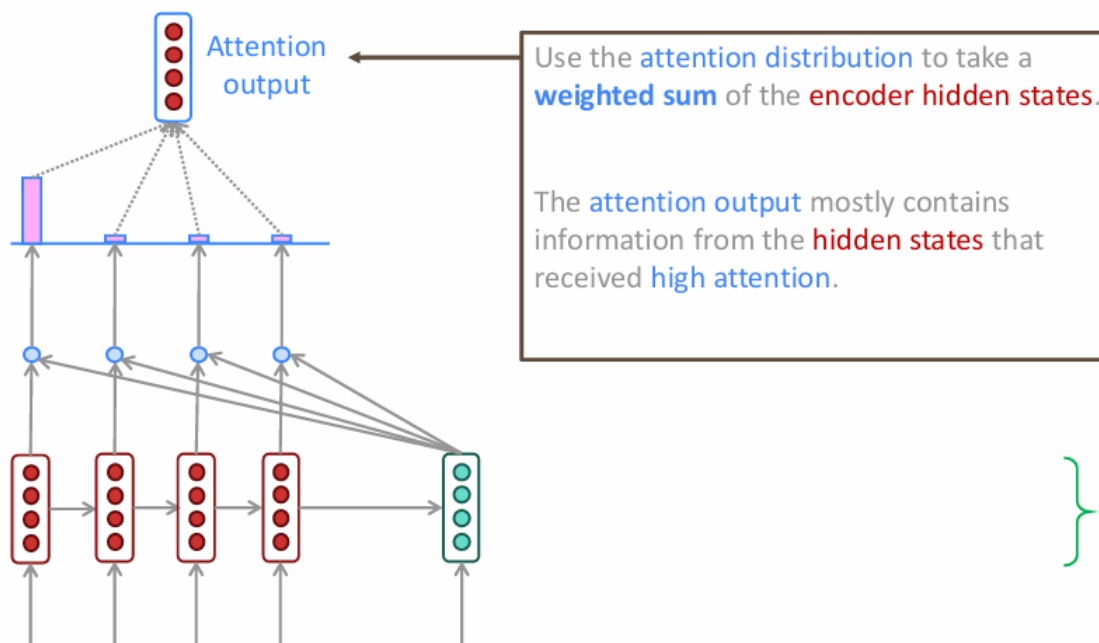 Attention
output
Use the attention distribution to take a
weighted sum of the encoder hidden states.
The attention output mostly contains
information from the hidden states that
received high attention.